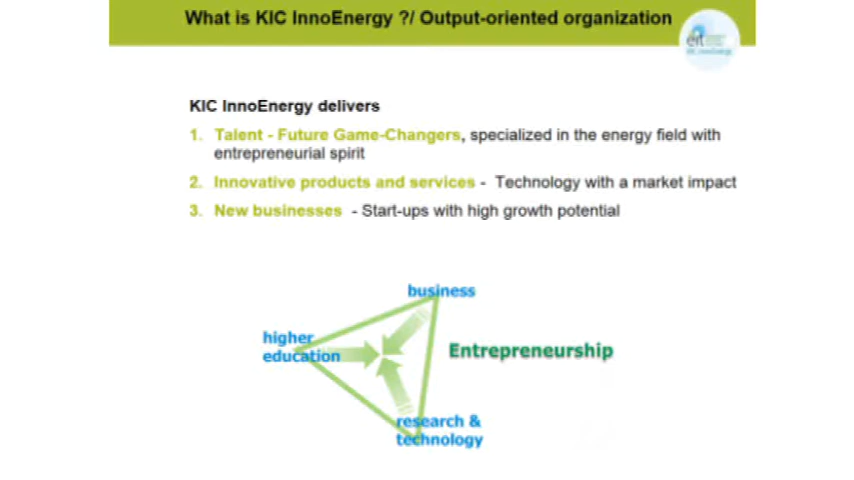 What is KIC InnoEnergy ?/ Output-oriented organization
eit
KIC InnoEnergy delivers
1. Talent - Future Game-Changers, specialized in the energy field with
entrepreneurial spirit
2. Innovative products and services - Technology with a market impact
3. New businesses - Start-ups with high growth potential
business
higher
education
Entrepreneurship
research &
technology